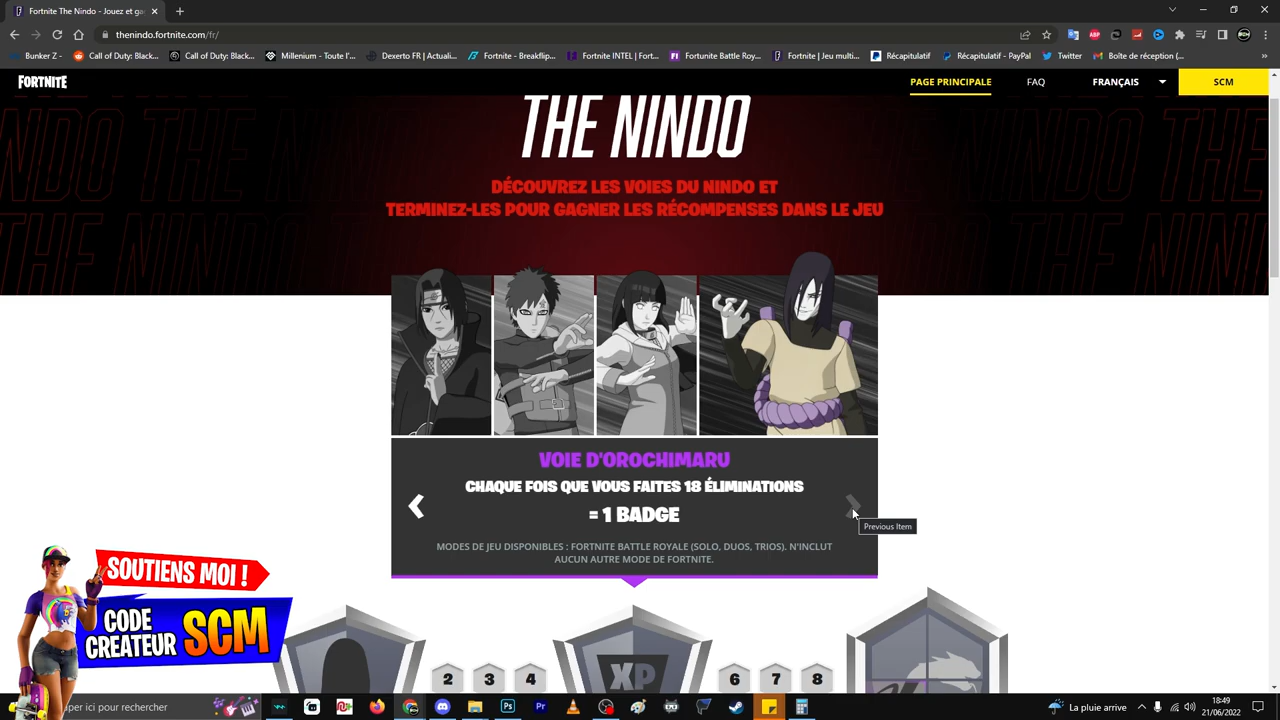 Fortnite The Nindo - Jouez et ga
thenindo.fortnite.com/fr/
Bunker Z -
Call of Duty: Black...
Call of Duty: Black...
Millenium - Toute l'...
Dexerto FR | Actuali...
Fortnite - Breakflip...
Fortnite INTEL | Fort...
Fortunite Battle Roy...
Fortnite | Jeu multi...
Récapitulatif
Récapitulatif - PayPal
Twitter
Boîte de réception (...
»
FORTNITE
PAGE PRINCIPALE
FAQ
FRANÇAIS
SCM
THE NINDO
DÉCOUVREZ LES VOIES DU NINDO ET
TERMINEZ-LES POUR GAGNER LES RÉCOMPENSES DANS LE JEU
VOIE D'OROCHIMARU
CHAQUE FOIS QUE VOUS FAITES 18 ÉLIMINATIONS
= 1 BADGE
Previous Item
MODES DE JEU DISPONIBLES : FORTNITE BATTLE ROYALE (SOLO, DUOS, TRIOS). N'INCLUT
AUCUN AUTRE MODE DE FORTNITE.
SOUTIENS MOI !
CODE
CREATEUR SCM
2 3 4 XP 6 7 8
per ici pour rechercher
La pluie arrive
18:49
21/06/2022